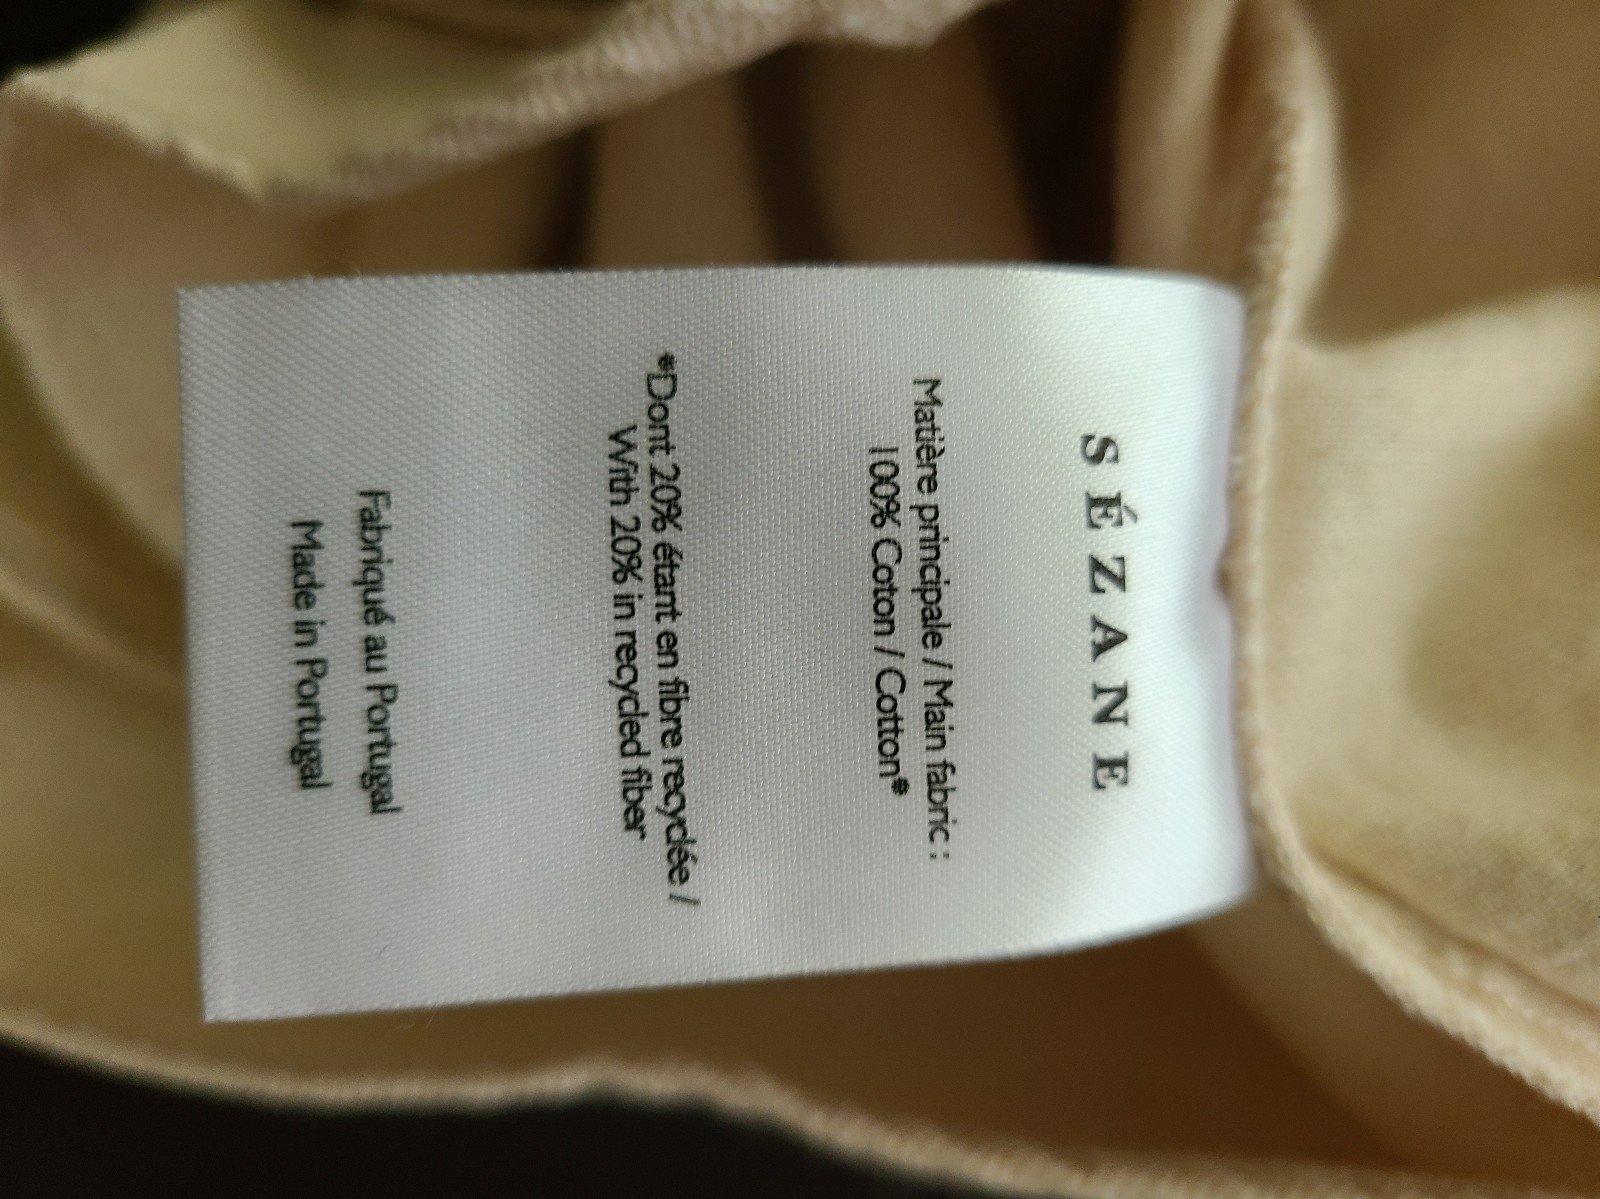 SÉZANE
Matière principale / Main fabric :
100% Coton / Cotton*
*Dont 20% étant en fibre recyclée /
With 20% in recycled fiber
Fabriqué au Portugal
Made in Portugal